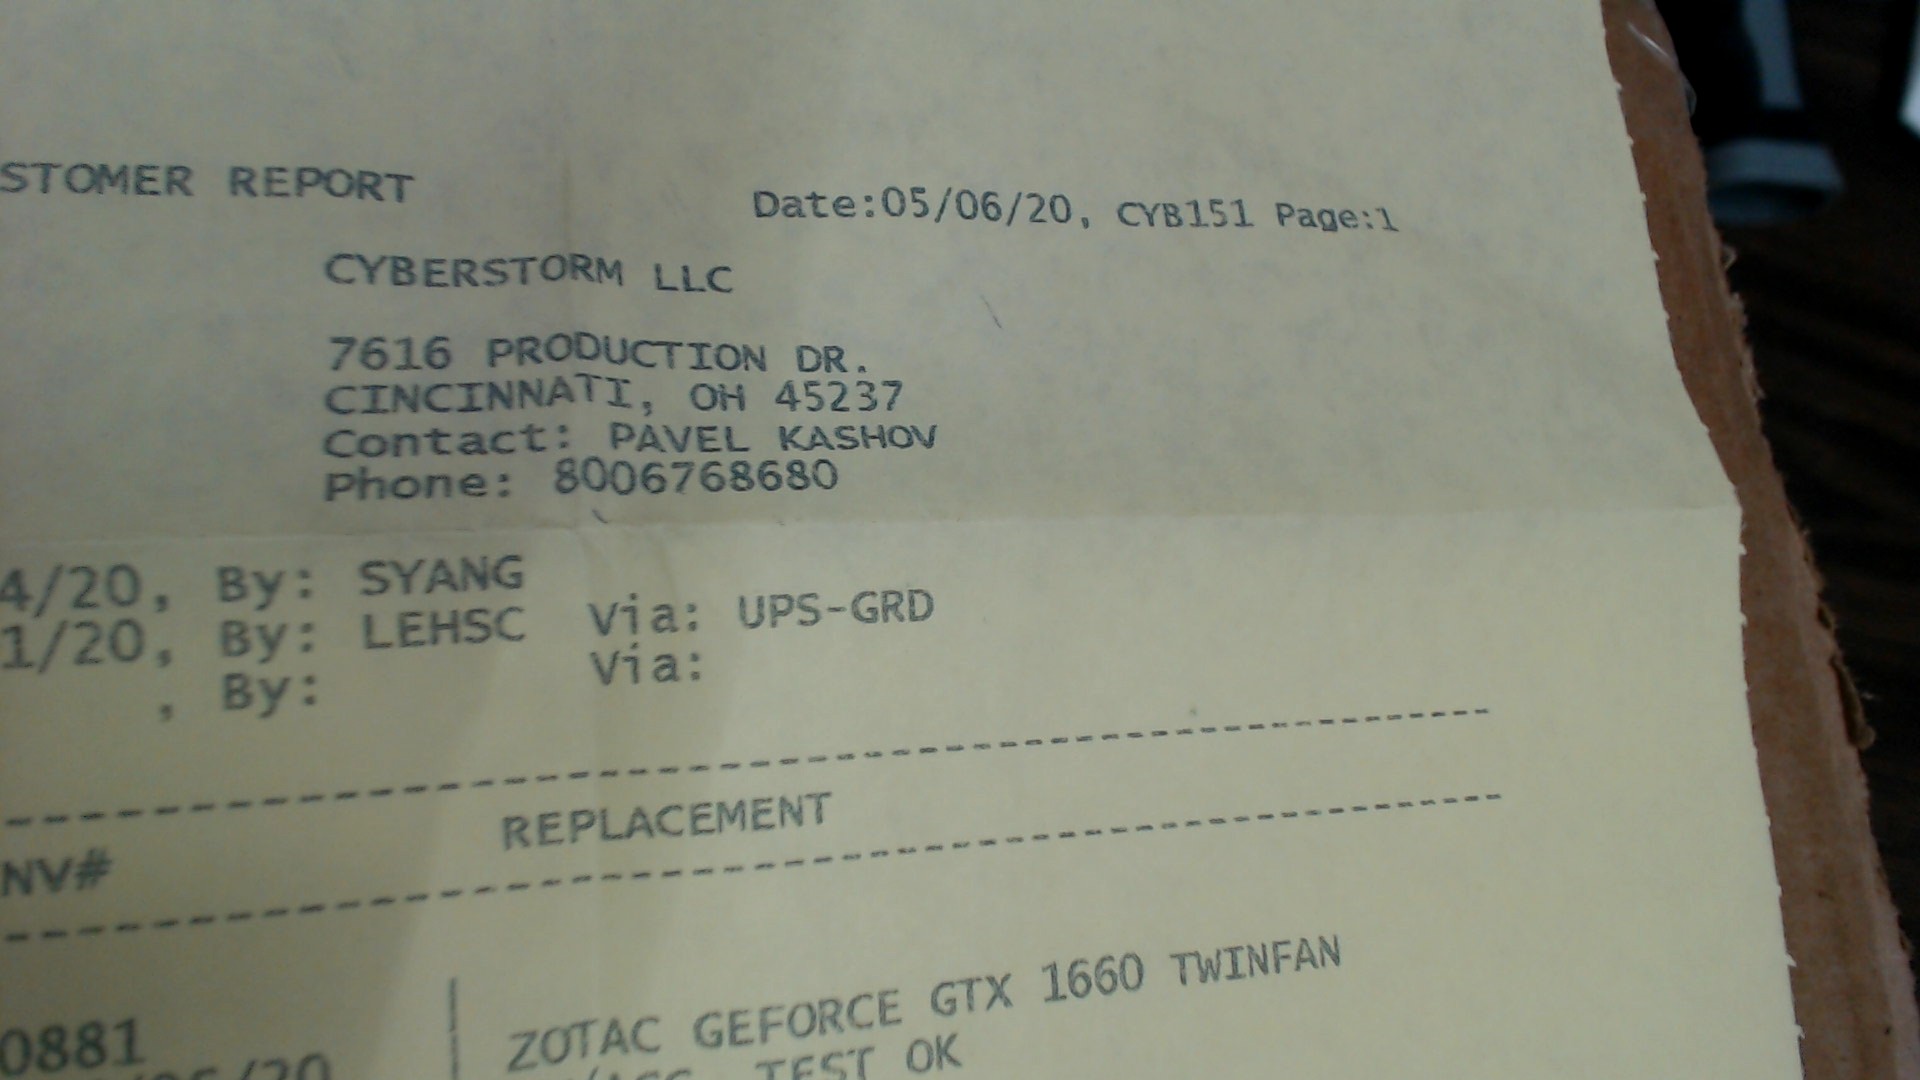 STOMER REPORT Date:05/06/20, CYB151 Page:1
CYBERSTORM LLC
7616 PRODUCTION DR.
CINCINNATI, OH 45237
Contact: PAVEL KASHOV
Phone: 8006768680
4/20, By: SYANG
1/20, By: LEHSC Via: UPS-GRD
, By: Via:
REPLACEMENT
NV#
0881 ZOTAC GEFORCE GTX 1660 TWINFAN
/20 TEST OK